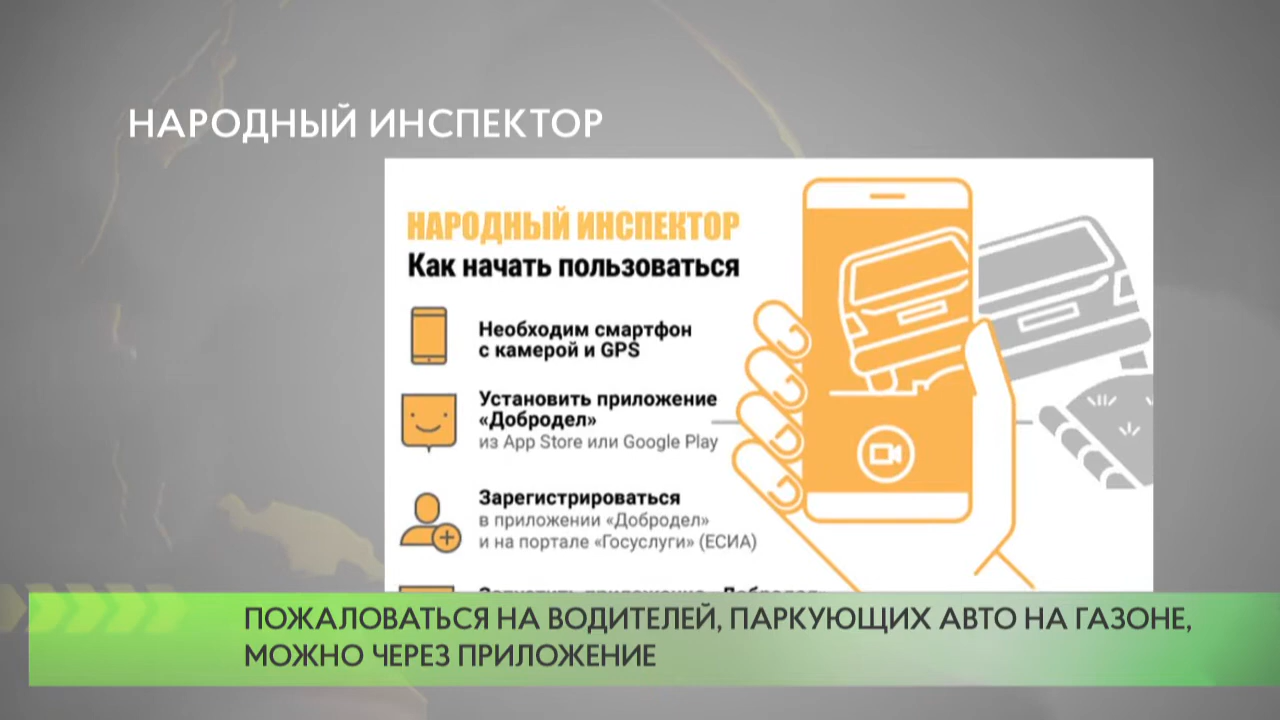 НАРОДНЫЙ ИНСПЕКТОР
НАРОДНЫЙ ИНСПЕКТОР
Как начать пользоваться
Необходим смартфон
с камерой и GPS
Установить приложение
«Добродел»
из App Store или Google Play
Зарегистрироваться
в приложении «Добродел»
и на портале «Госуслуги» (ЕСИА)
ПОЖАЛОВАТЬСЯ НА ВОДИТЕЛЕЙ, ПАРКУЮЩИХ АВТО НА ГАЗОНЕ,
МОЖНО ЧЕРЕЗ ПРИЛОЖЕНИЕ